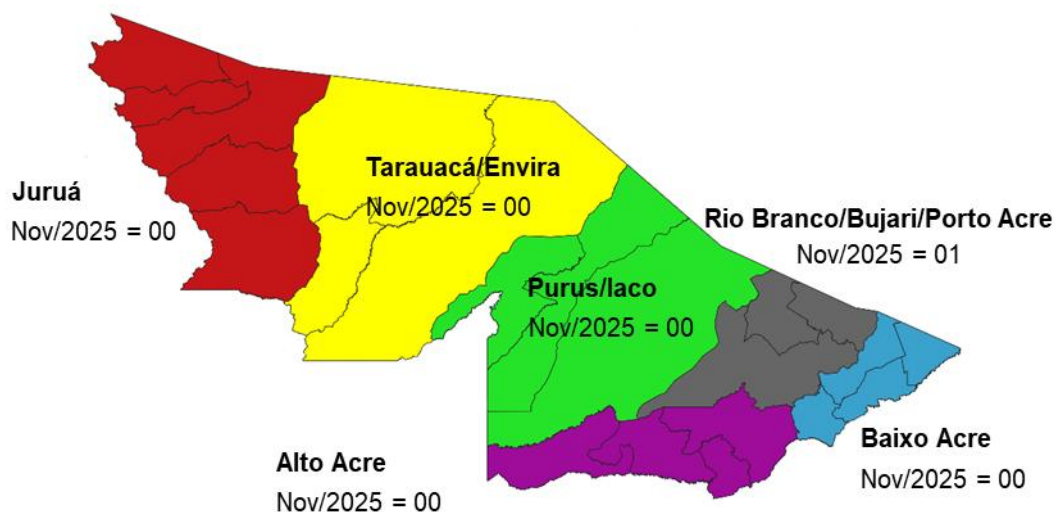 Tarauacá/Envira
Nov/2025 = 00
Juruá
Nov/2025 = 00
Rio Branco/Bujari/Porto Acre
Nov/2025 = 01
Purus/Iaco
Nov/2025 = 00
Baixo Acre
Nov/2025 = 00
Alto Acre
Nov/2025 = 00